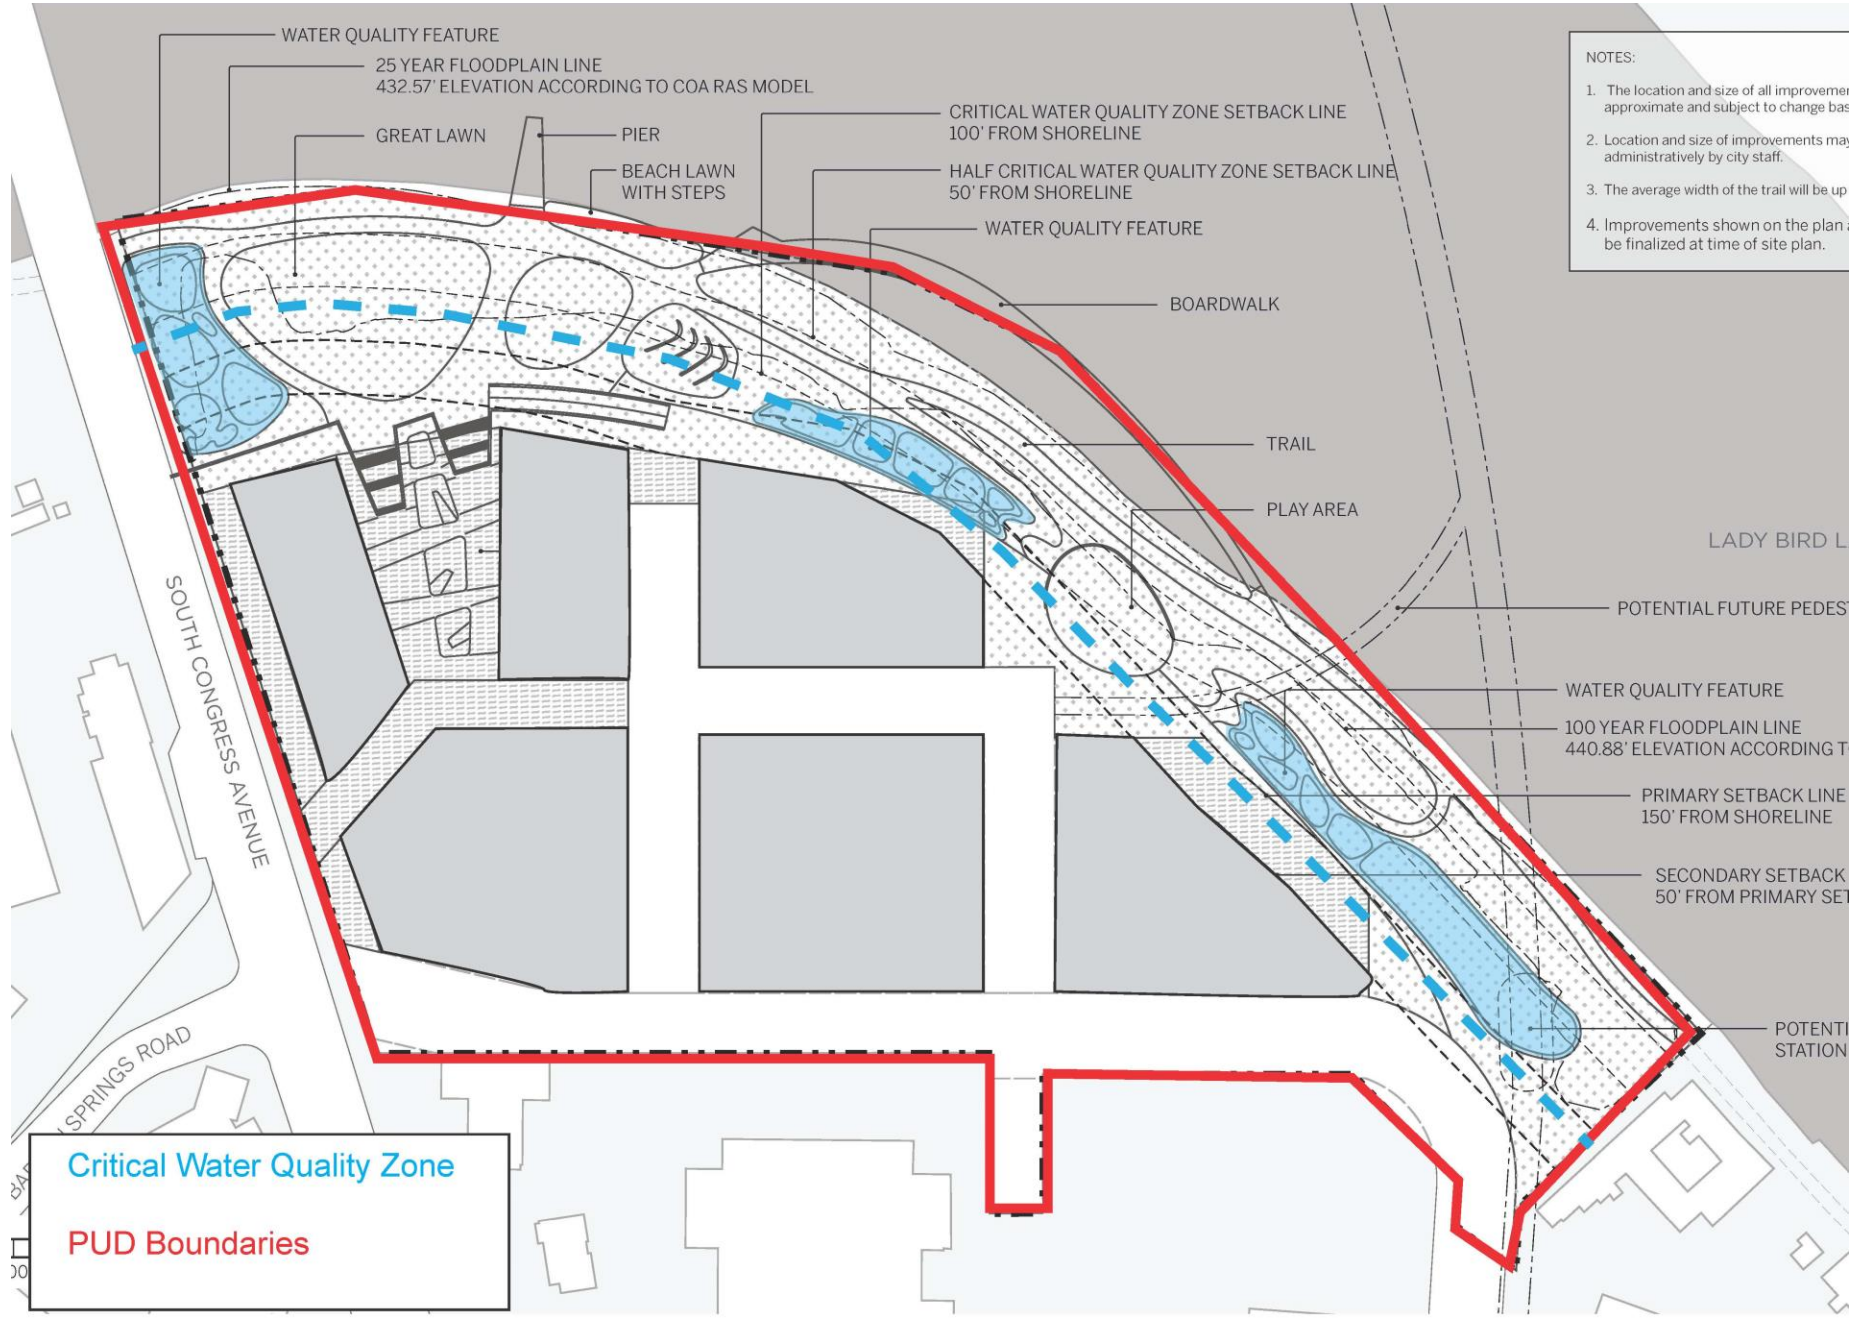 WATER QUALITY FEATURE
25 YEAR FLOODPLAIN LINE
432.57' ELEVATION ACCORDING TO COA RAS MODEL
GREAT LAWN
PIER
BEACH LAWN
WITH STEPS
CRITICAL WATER QUALITY ZONE SETBACK LINE
100' FROM SHORELINE
HALF CRITICAL WATER QUALITY ZONE SETBACK LINE
50' FROM SHORELINE
WATER QUALITY FEATURE
BOARDWALK
TRAIL
PLAY AREA
NOTES:
1. The location and size of all
approximate and subject to change
2. Location and size of improvements may
administratively by city staff.
3. The average width of the trail will be up
4. Improvements shown on the plan
be finalized at time of site plan.
LADY BIRD L
POTENTIAL FUTURE
WATER QUALITY FEATURE
100 YEAR FLOODPLAIN LINE
440.88' ELEVATION ACCORDING
PRIMARY SETBACK LINE
150' FROM SHORELINE
SECONDARY SETBACK
50' FROM PRIMARY
STATION
SOUTH CONGRESS AVENUE
SPRINGS ROAD
Critical Water Quality Zone
PUD Boundaries